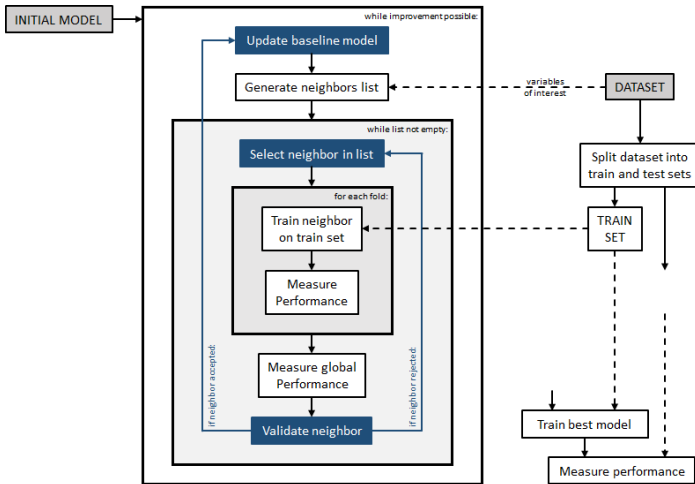 INITIAL MODEL
while improvement possible:
Update baseline model
Generate neighbors list
variables
of interest
DATASET
while list not empty:
Select neighbor in list
Split dataset into
train and test sets
for each fold:
Train neighbor
on train set
TRAIN
SET
Measure
Performance
if neighbor accepted:
if neighbor rejected:
Measure global
Performance
Validate neighbor
Train best model
Measure performance